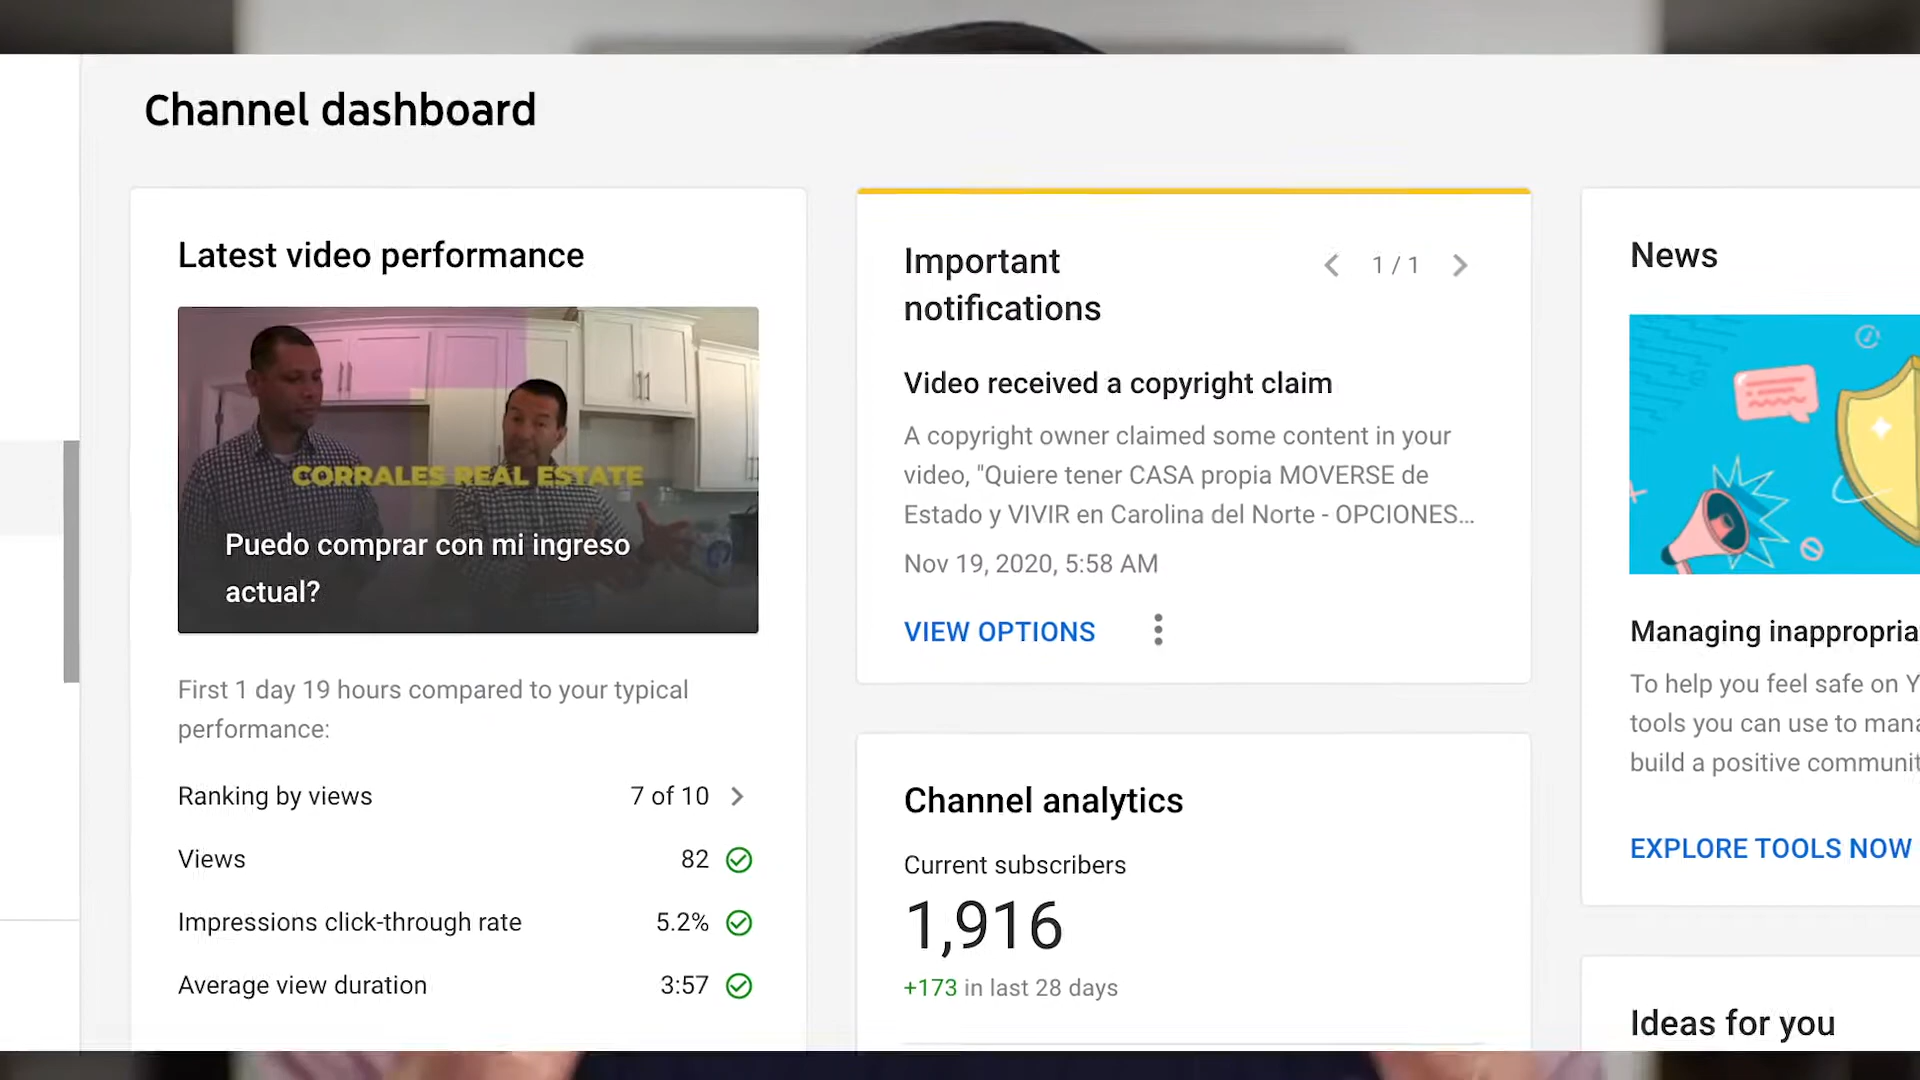 Channel dashboard
Latest video performance
CORRALES REAL ESTATE
Puedo comprar con mi ingreso
actual?
First 1 day 19 hours compared to your typical
performance:
Ranking by views 7 of 10
Views 82
Impressions click-through rate 5.2%
Average view duration 3:57
Important
notifications
1 / 1
Video received a copyright claim
A copyright owner claimed some content in your
video, "Quiere tener CASA propia MOVERSE de
Estado y VIVIR en Carolina del Norte - OPCIONES...
Nov 19, 2020, 5:58 AM
VIEW OPTIONS
Channel analytics
Current subscribers
1,916
+173 in last 28 days
News
Managing inappropria
To help you feel safe on Y
tools you can use to mana
build a positive communit
EXPLORE TOOLS NOW
Ideas for you